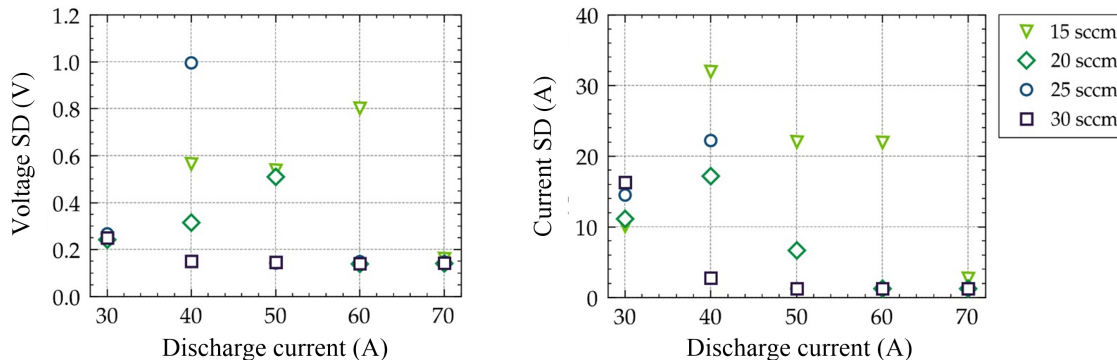 1.2
1.0
0.8
0.6
0.4
0.2
0.0
Voltage SD (V)
30 40 50 60 70
Discharge current (A)
40
30
20
10
0
Current SD (A)
30 40 50 60 70
Discharge current (A)
15 sccm
20 sccm
25 sccm
30 sccm